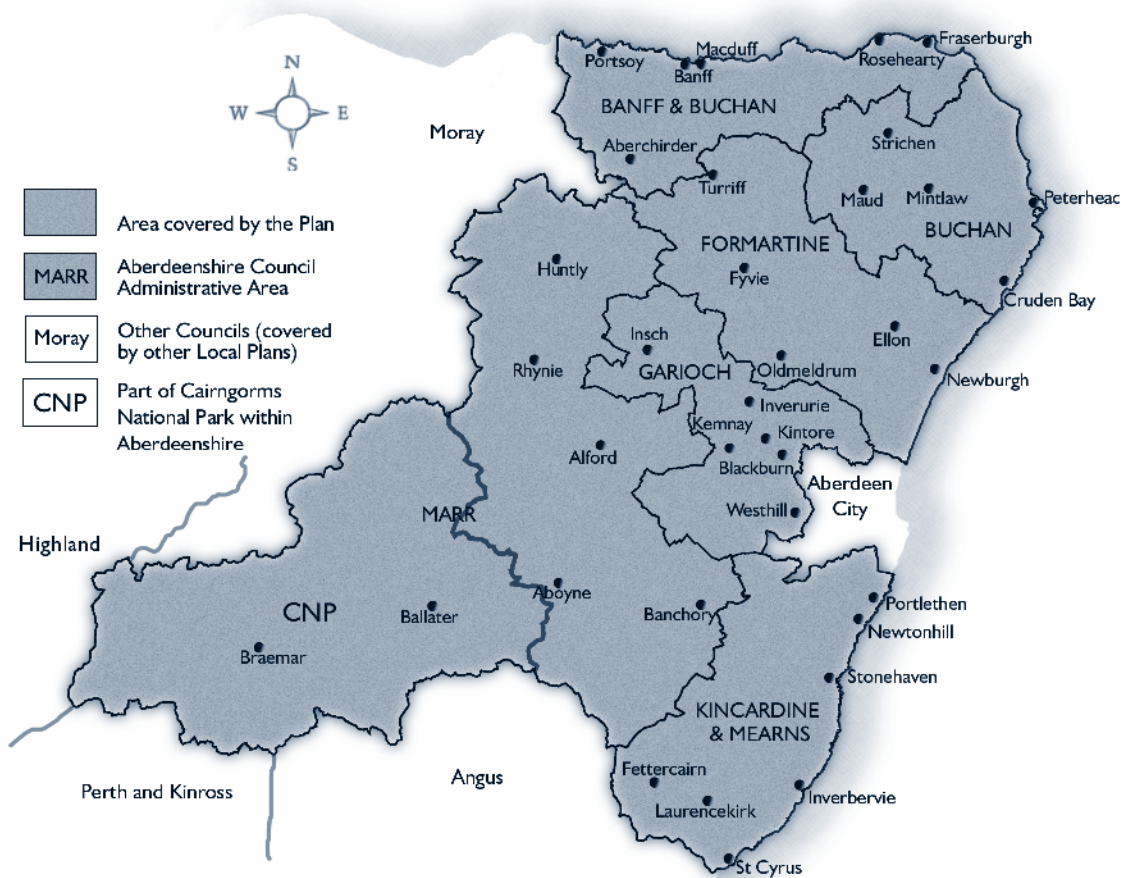 Fraserburgh
Macduff
Portsoy
Rosehearty
Banff
N
BANFF & BUCHAN
W
E
Moray
Strichen
Aberchirder
S
Turriff
Maud
Mintlaw
Peterheac
Area covered by the Plan
FORMARTINE
BUCHAN
Huntly
MARR
Aberdeenshire Council
Administrative Area
Fyvie
Cruden Bay
Moray
Other Councils (covered
by other Local Plans)
Insch
Ellon
Rhynie
GARIOCH
Oldmeldrum
Newburgh
CNP
Part of Cairngorms
National Park within
Aberdeenshire
Inverurie
Kemnay
Kintore
Alford
Blackburn
Aberdeen
City
MARR
Westhill
Highland
Aboyne
Portlethen
CNP
Ballater
Banchory
Newtonhill
Braemar
Stonehaven
KINCARDINE
& MEARNS
Fettercairn
Angus
Perth and Kinross
Inverbervie
Laurencekirk
St Cyrus